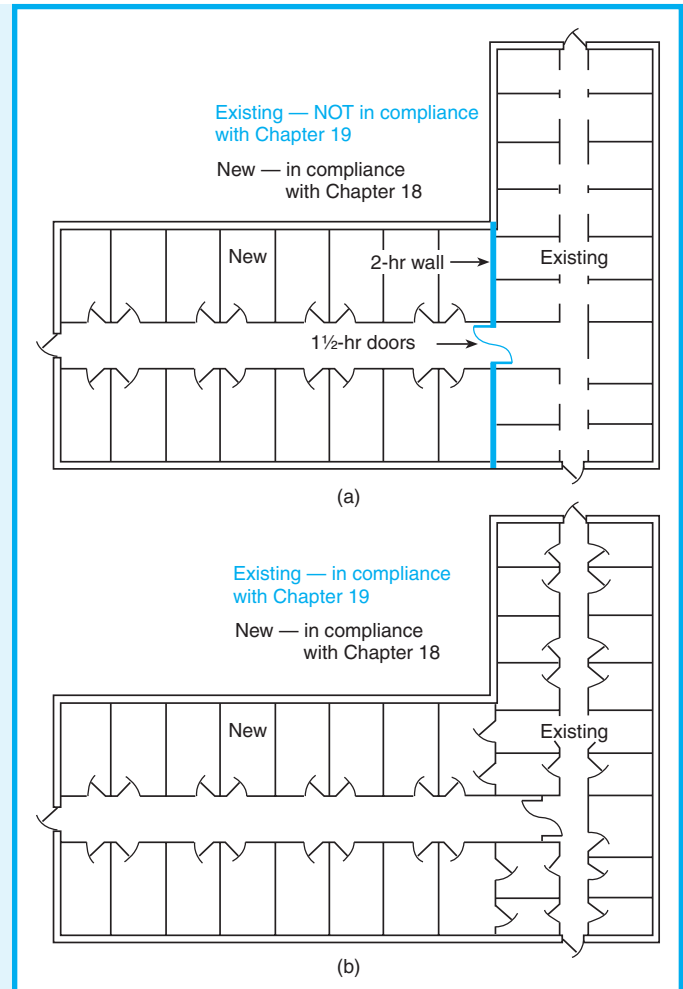 Existing — NOT in compliance
with Chapter 19
New — in compliance
with Chapter 18
New
2-hr wall
Existing
1½-hr doors
(a)
Existing — in compliance
with Chapter 19
New — in compliance
with Chapter 18
New
Existing
(b)